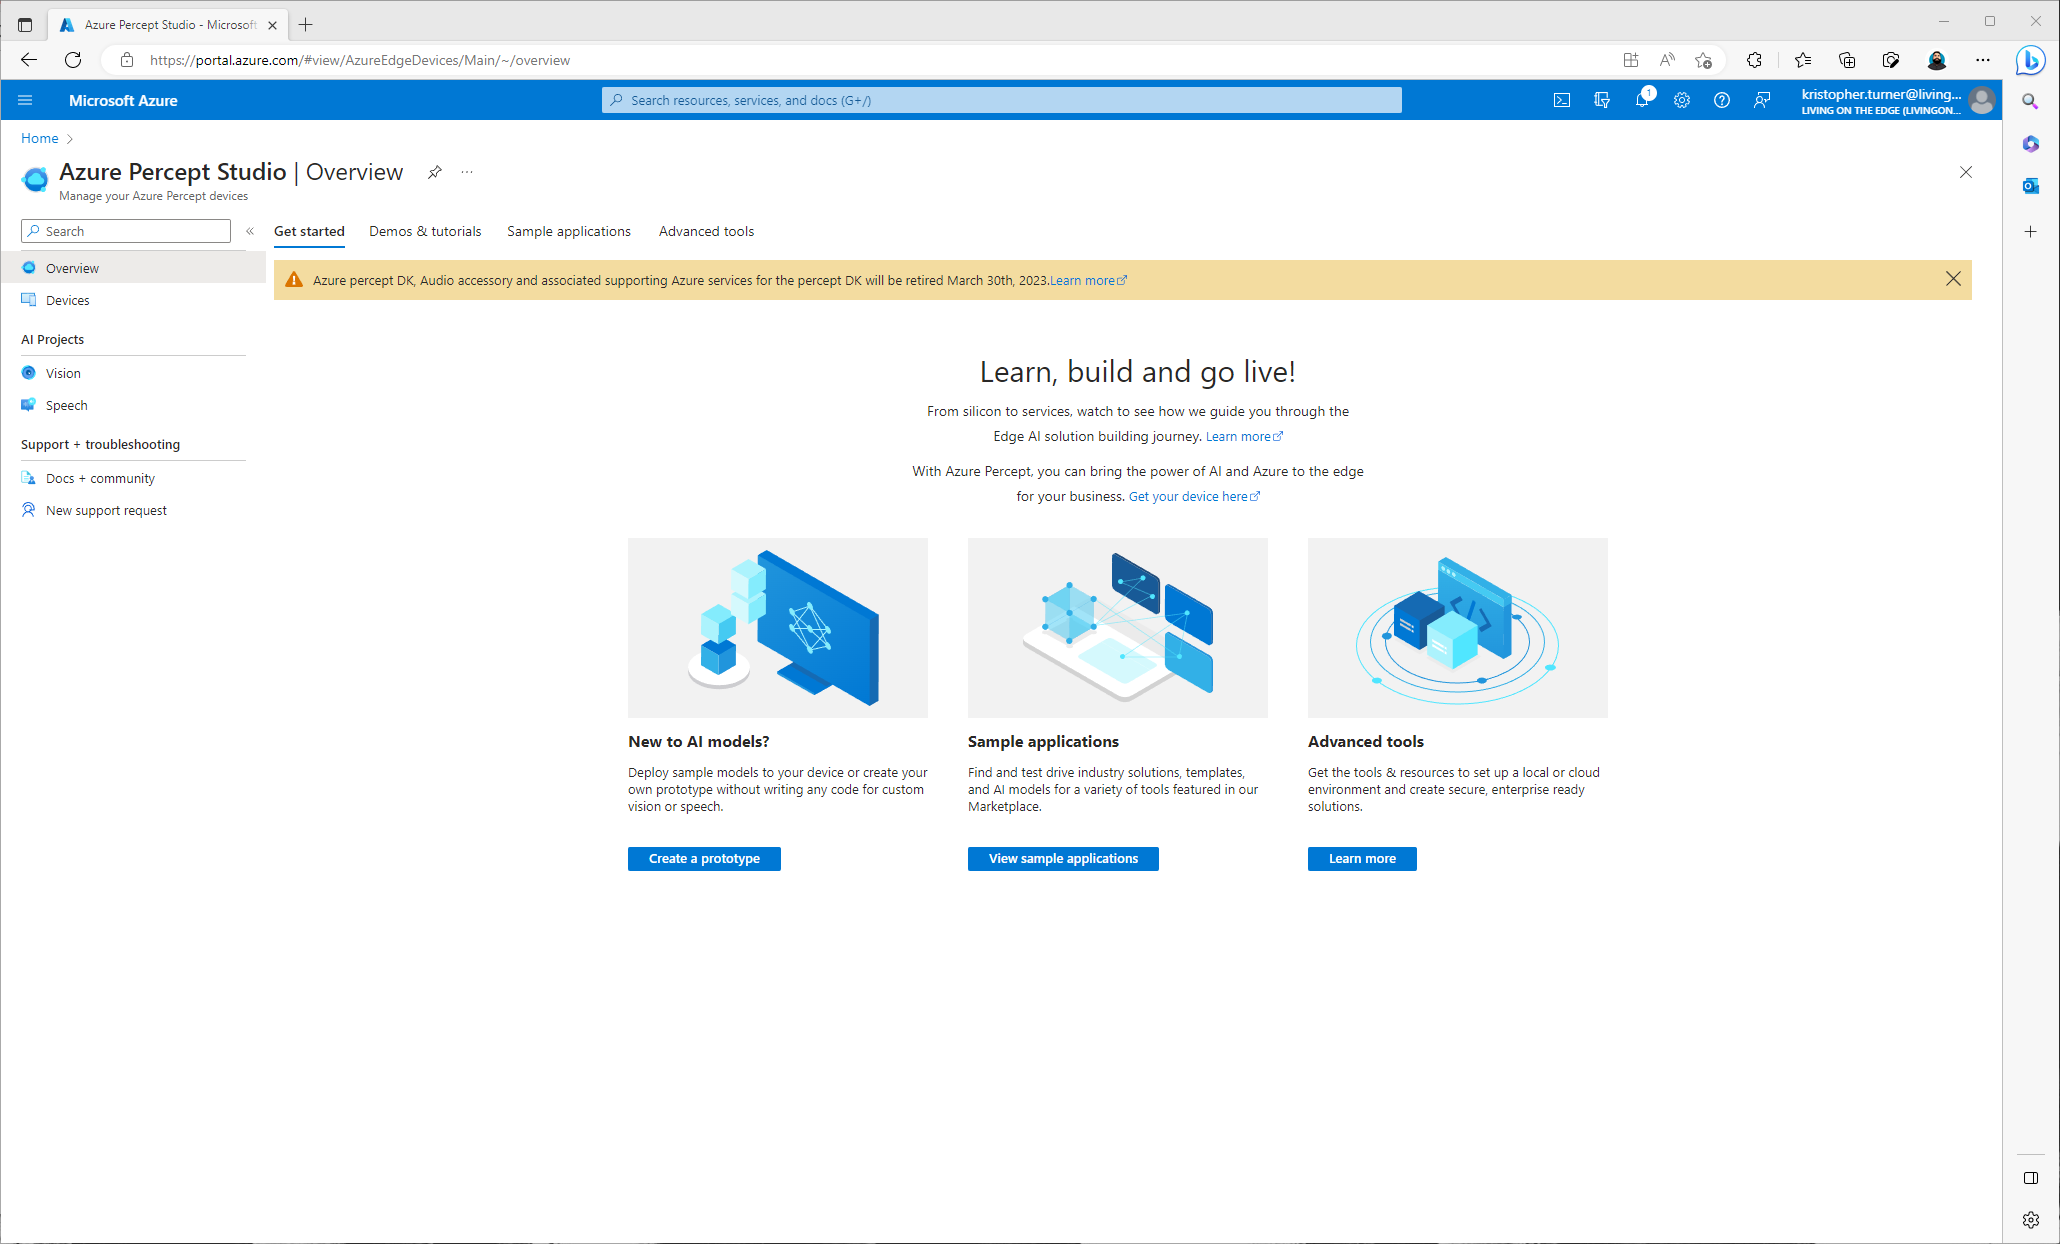 Azure Percept Studio - Microsoft
https://portal.azure.com/#view/AzureEdgeDevices/Main/~/overview
Microsoft Azure
Search resources, services, and docs (G+/)
1
kristopher.turner@living...
LIVING ON THE EDGE (LIVINGON...
Home
Azure Percept Studio | Overview
Manage your Azure Percept devices
Search
Overview
Devices
AI Projects
Vision
Speech
Support + troubleshooting
Docs + community
New support request
Get started Demos & tutorials Sample applications Advanced tools
Azure percept DK, Audio accessory and associated supporting Azure services for the percept DK will be retired March 30th, 2023.Learn more
Learn, build and go live!
From silicon to services, watch to see how we guide you through the
Edge AI solution building journey. Learn more
With Azure Percept, you can bring the power of AI and Azure to the edge
for your business. Get your device here
New to AI models?
Deploy sample models to your device or create your
own prototype without writing any code for custom
vision or speech.
Create a prototype
Sample applications
Find and test drive industry solutions, templates,
and AI models for a variety of tools featured in our
Marketplace.
View sample applications
Advanced tools
Get the tools & resources to set up a local or cloud
environment and create secure, enterprise ready
solutions.
Learn more